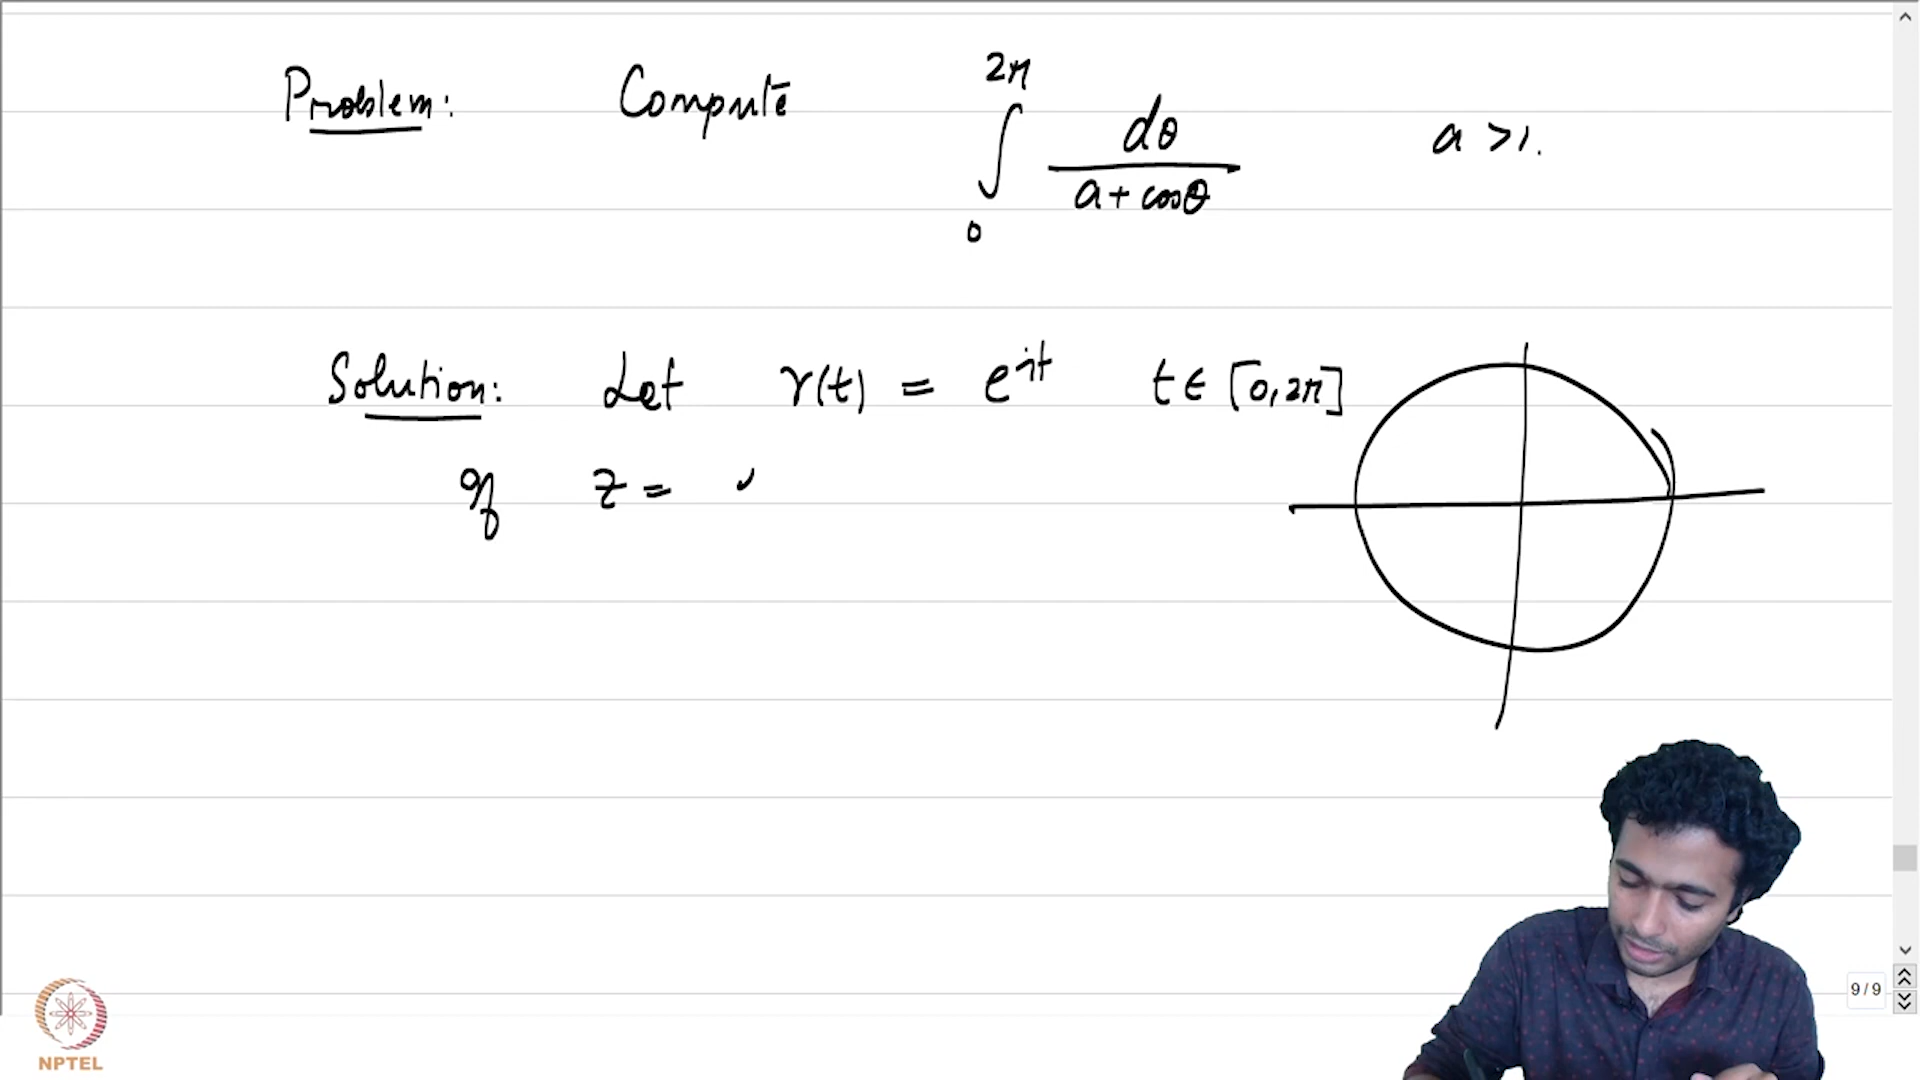 Problem: Compute ∫₀^{2π} dθ / (a + cosθ) a > 1.
Solution: Let γ(t) = e^{it} t ∈ [0, 2π]
If z =
9 / 9
NPTEL